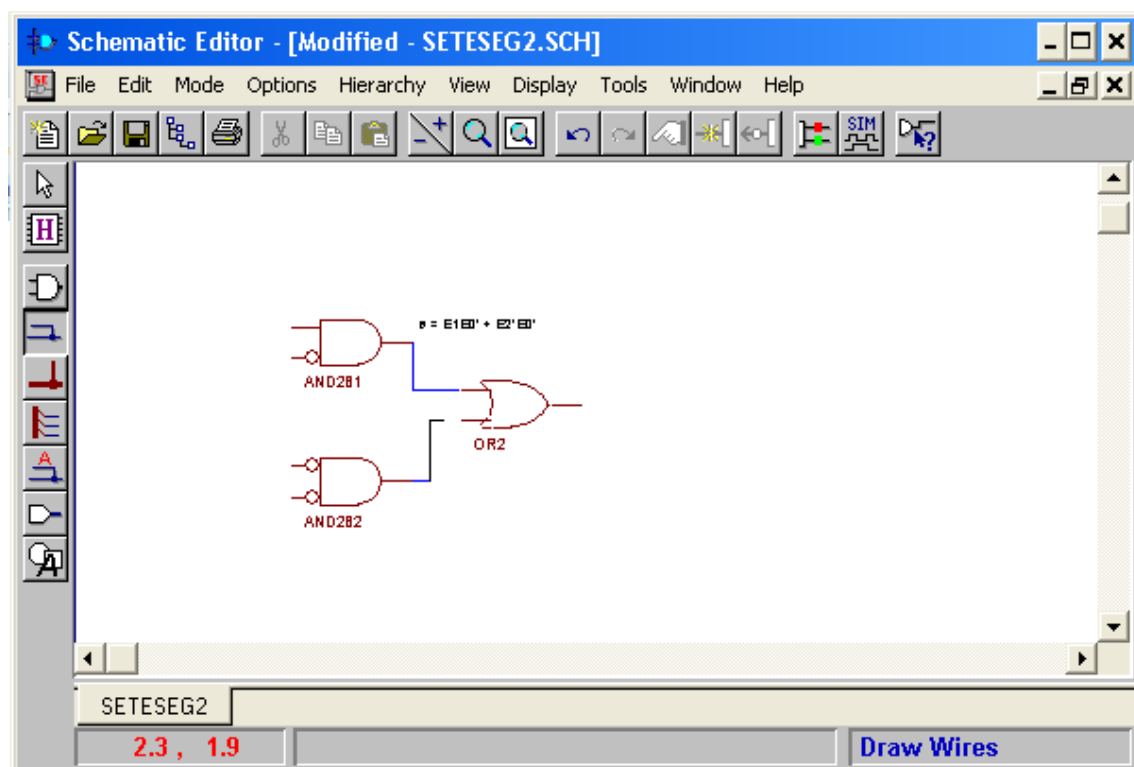 Schematic Editor - [Modified - SETESEG2.SCH]
File Edit Mode Options Hierarchy View Display Tools Window Help
SIM
H
A
A
e = E1E0' + E2'E0'
AND2B1
OR2
AND2B2
SETESEG2
2.3 , 1.9
Draw Wires